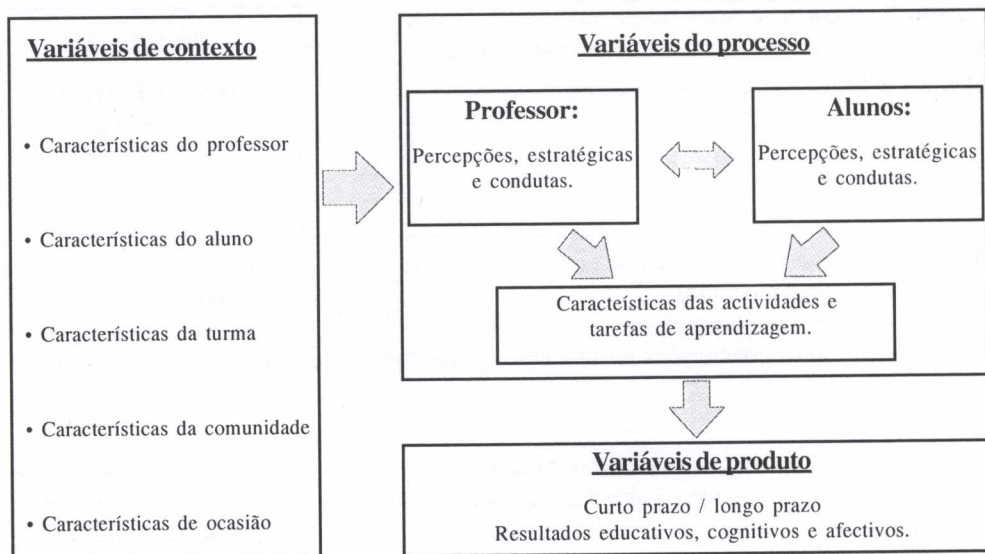 Variáveis de contexto
• Características do professor
• Características do aluno
• Características da turma
• Características da comunidade
• Características de ocasião
Variáveis do processo
Professor:
Percepções, estratégicas
e condutas.
Alunos:
Percepções, estratégicas
e condutas.
Caracteísticas das actividades e
tarefas de aprendizagem.
Variáveis de produto
Curto prazo / longo prazo
Resultados educativos, cognitivos e afectivos.